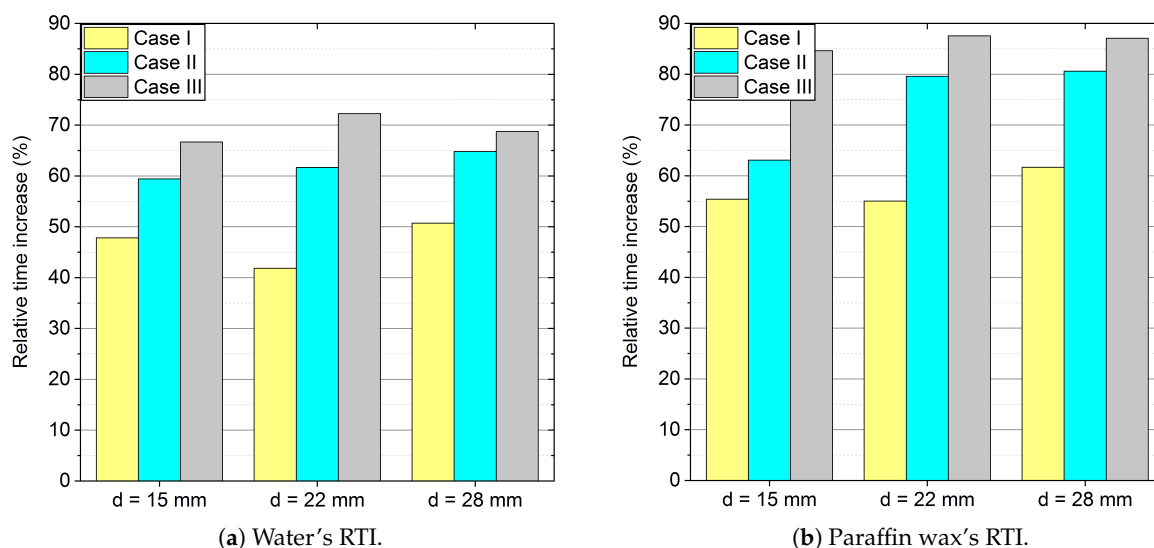 90
80
70
60
50
40
30
20
10
0
Relative time increase (%)
Case I
Case II
Case III
d = 15 mm
d = 22 mm
d = 28 mm
(a) Water's RTI.
90
80
70
60
50
40
30
20
10
0
Relative time increase (%)
Case I
Case II
Case III
d = 15 mm
d = 22 mm
d = 28 mm
(b) Paraffin wax's RTI.